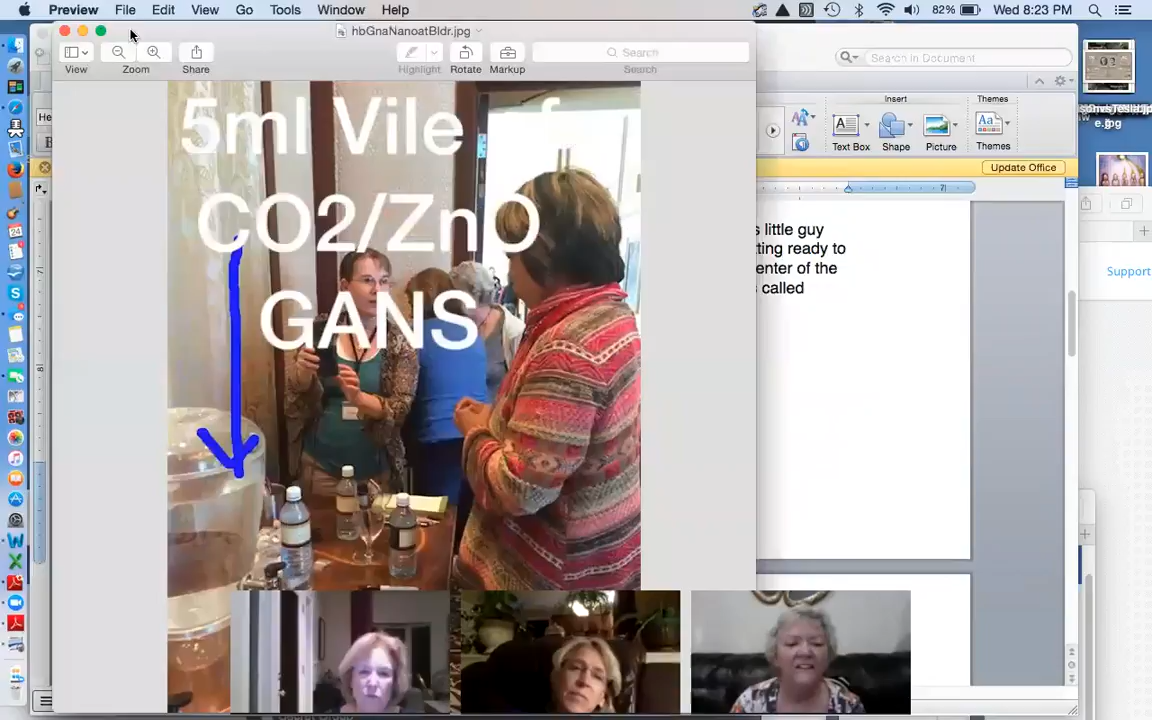 Preview File Edit View Go Tools Window Help 82% Wed 8:23 PM
hbGnaNanoatBldr.jpg
View Zoom Share Highlight Rotate Markup Search
Search
Search in Document
Insert Themes
Text Box Shape Picture Themes
Update Office
5ml Vile of
CO2/ZnO
GANS
s little guy
ting ready to
enter of the
s called
Support